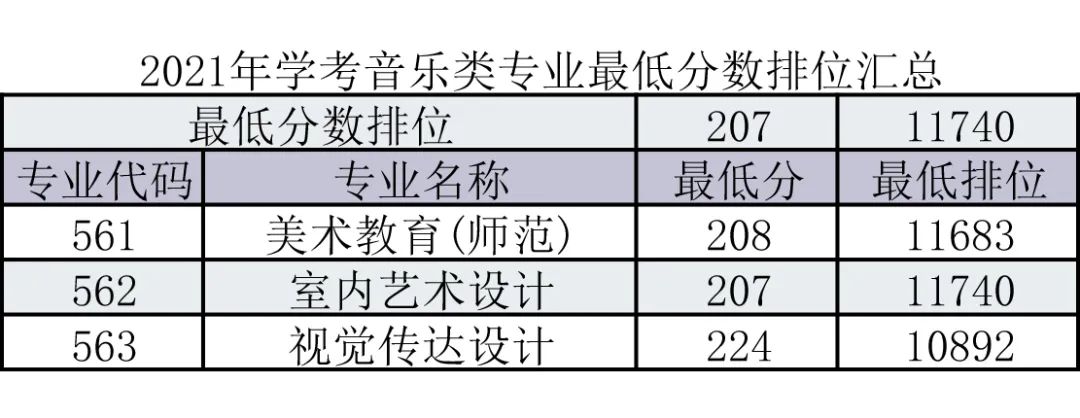 2021年学考音乐类专业最低分数排位汇总
最低分数排位 207 11740
专业代码 专业名称 最低分 最低排位
561 美术教育(师范) 208 11683
562 室内艺术设计 207 11740
563 视觉传达设计 224 10892